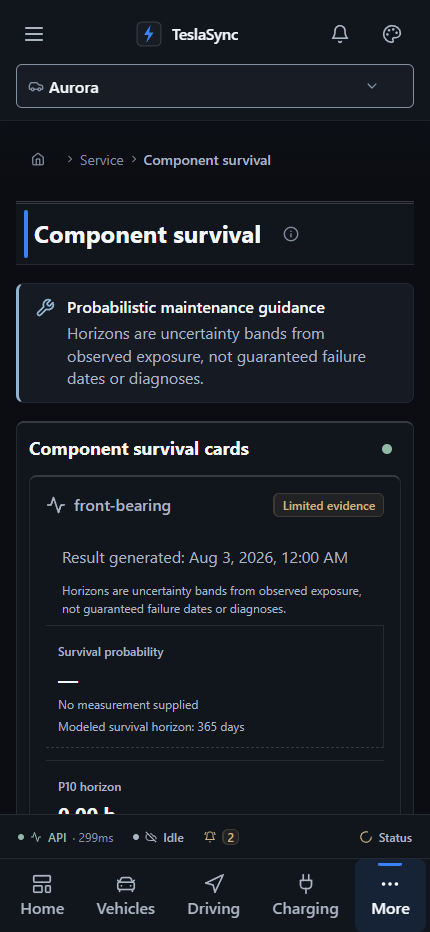 TeslaSync
Aurora
Service
Component survival
Component survival
Probabilistic maintenance guidance
Horizons are uncertainty bands from
observed exposure, not guaranteed failure
dates or diagnoses.
Component survival cards
front-bearing
Limited evidence
Result generated: Aug 3, 2026, 12:00 AM
Horizons are uncertainty bands from observed exposure,
not guaranteed failure dates or diagnoses.
Survival probability
—
No measurement supplied
Modeled survival horizon: 365 days
P10 horizon
0.00 h
API · 299ms
Idle
2
Status
Home
Vehicles
Driving
Charging
More